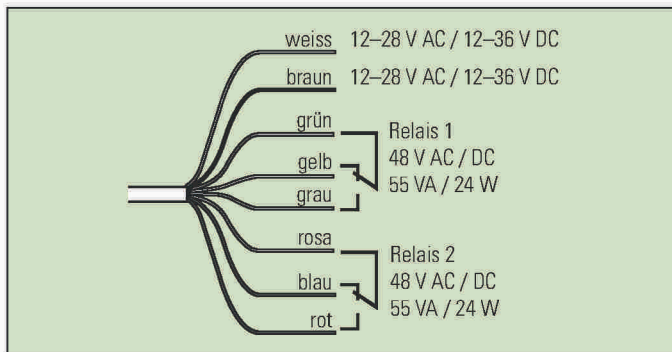 weiss 12–28 V AC / 12–36 V DC
braun 12–28 V AC / 12–36 V DC
grün
gelb
grau
Relais 1
48 V AC / DC
55 VA / 24 W
rosa
blau
rot
Relais 2
48 V AC / DC
55 VA / 24 W